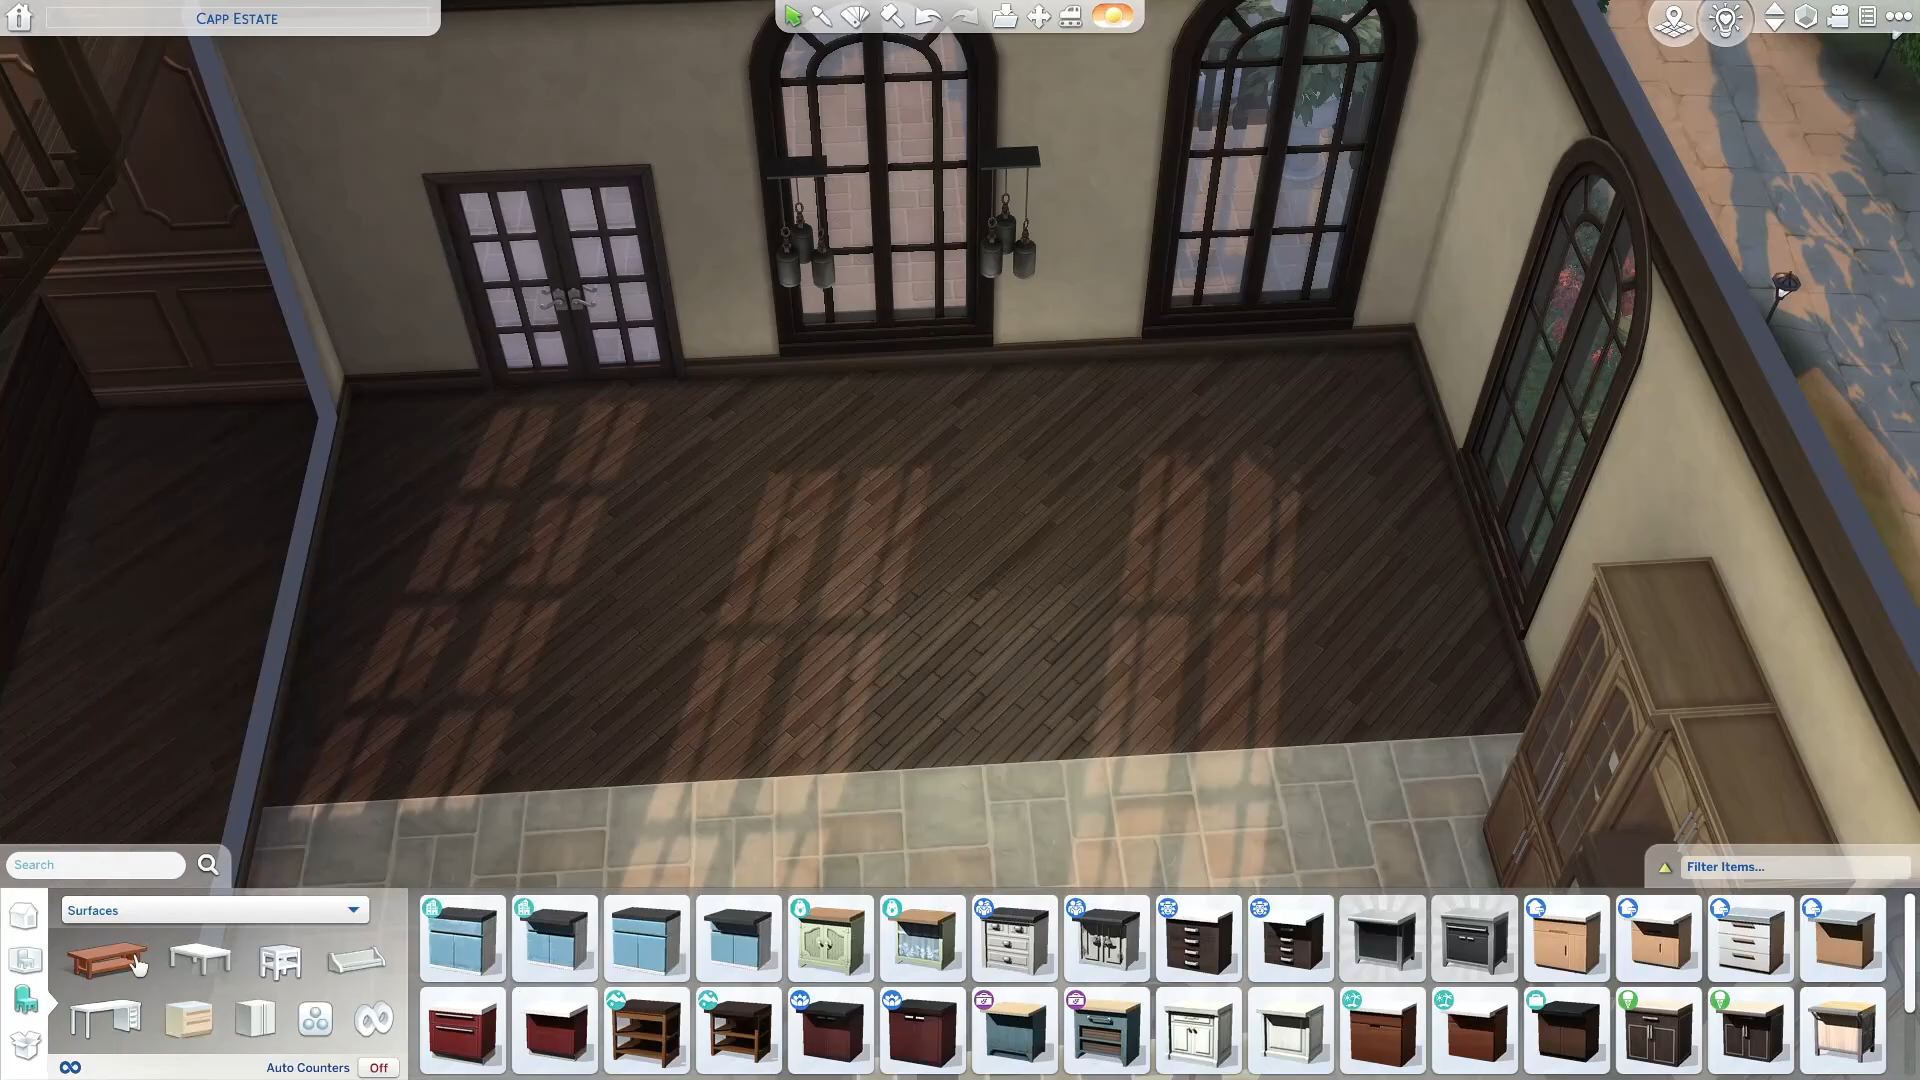 CAPP ESTATE
Search
Filter Items...
Surfaces
Auto Counters
Off